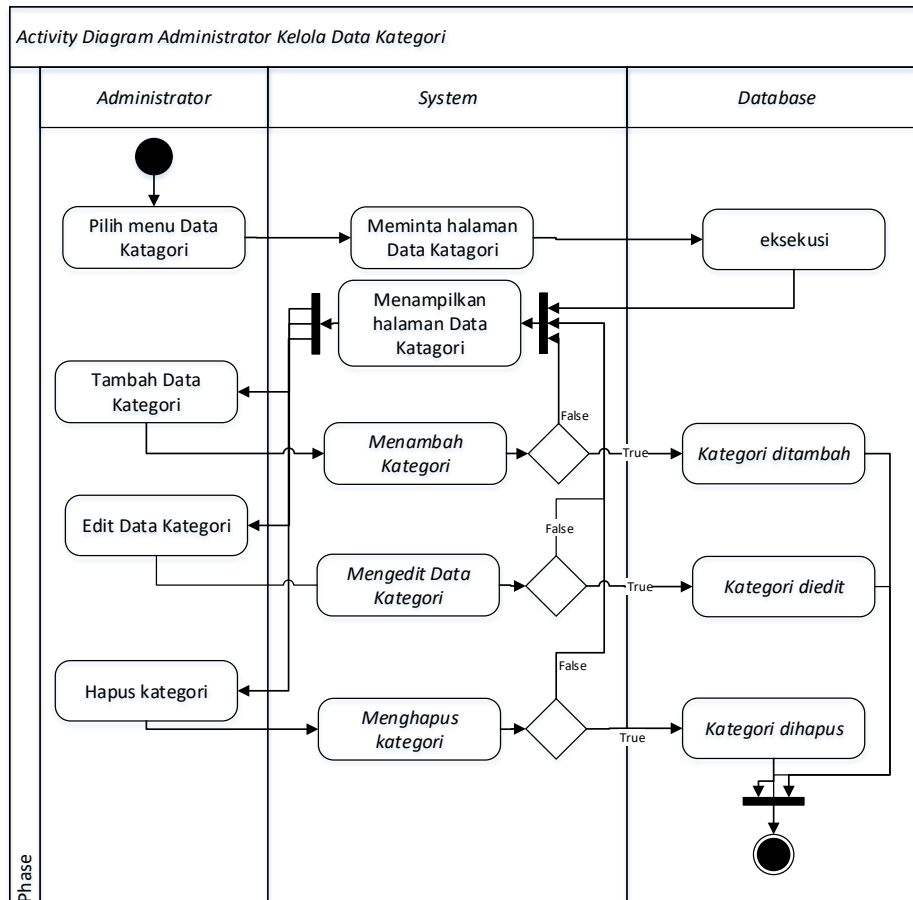 Activity Diagram Administrator Kelola Data Kategori
Administrator
System
Database
Pilih menu Data
Katagori
Meminta halaman
Data Katagori
eksekusi
Menampilkan
halaman Data
Katagori
Tambah Data
Kategori
False
Menambah
Kategori
True
Kategori ditambah
Edit Data Kategori
False
Mengedit Data
Kategori
True
Kategori diedit
False
Hapus kategori
Menghapus
kategori
True
Kategori dihapus
Phase